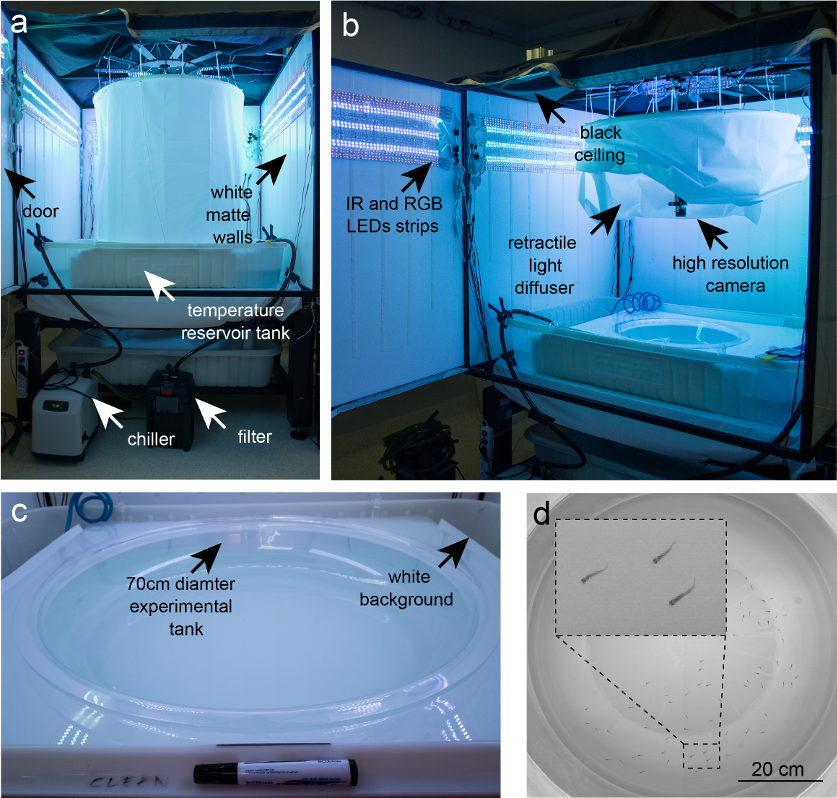 a
door
white
matte
walls
temperature
reservoir tank
chiller
filter
b
black
ceiling
IR and RGB
LEDs strips
retractile
light
diffuser
high resolution
camera
c
70cm diamter
experimental
tank
white
background
CLEAN
d
20 cm